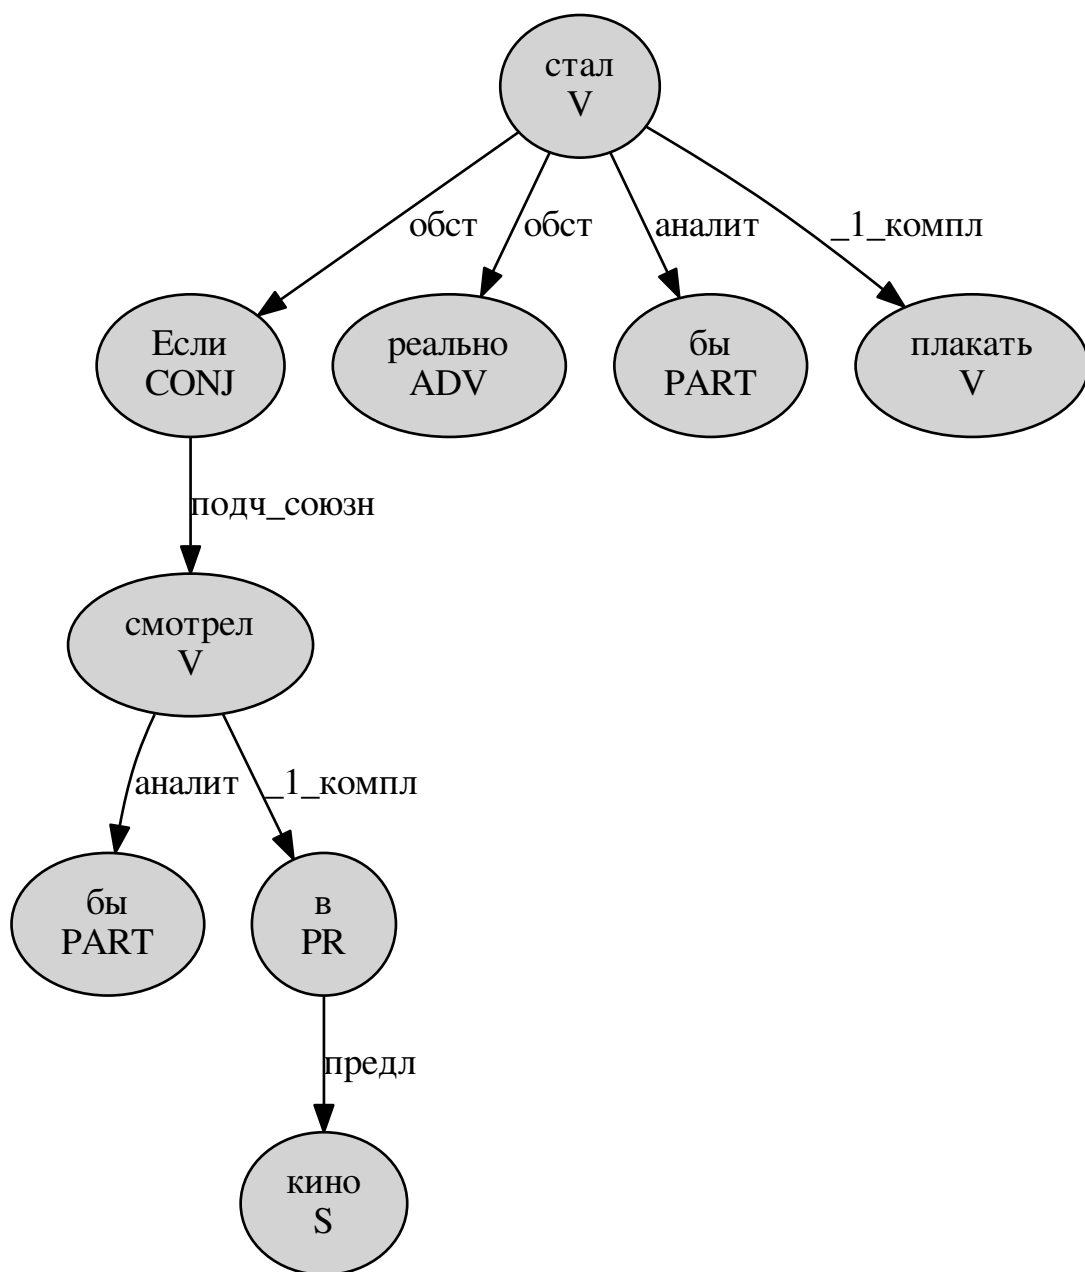 стал
V
обст
обст
аналит
_1_компл
Если
CONJ
реально
ADV
бы
PART
плакать
V
подч_союзн
смотрел
V
аналит
_1_компл
бы
PART
в
PR
предл
кино
S